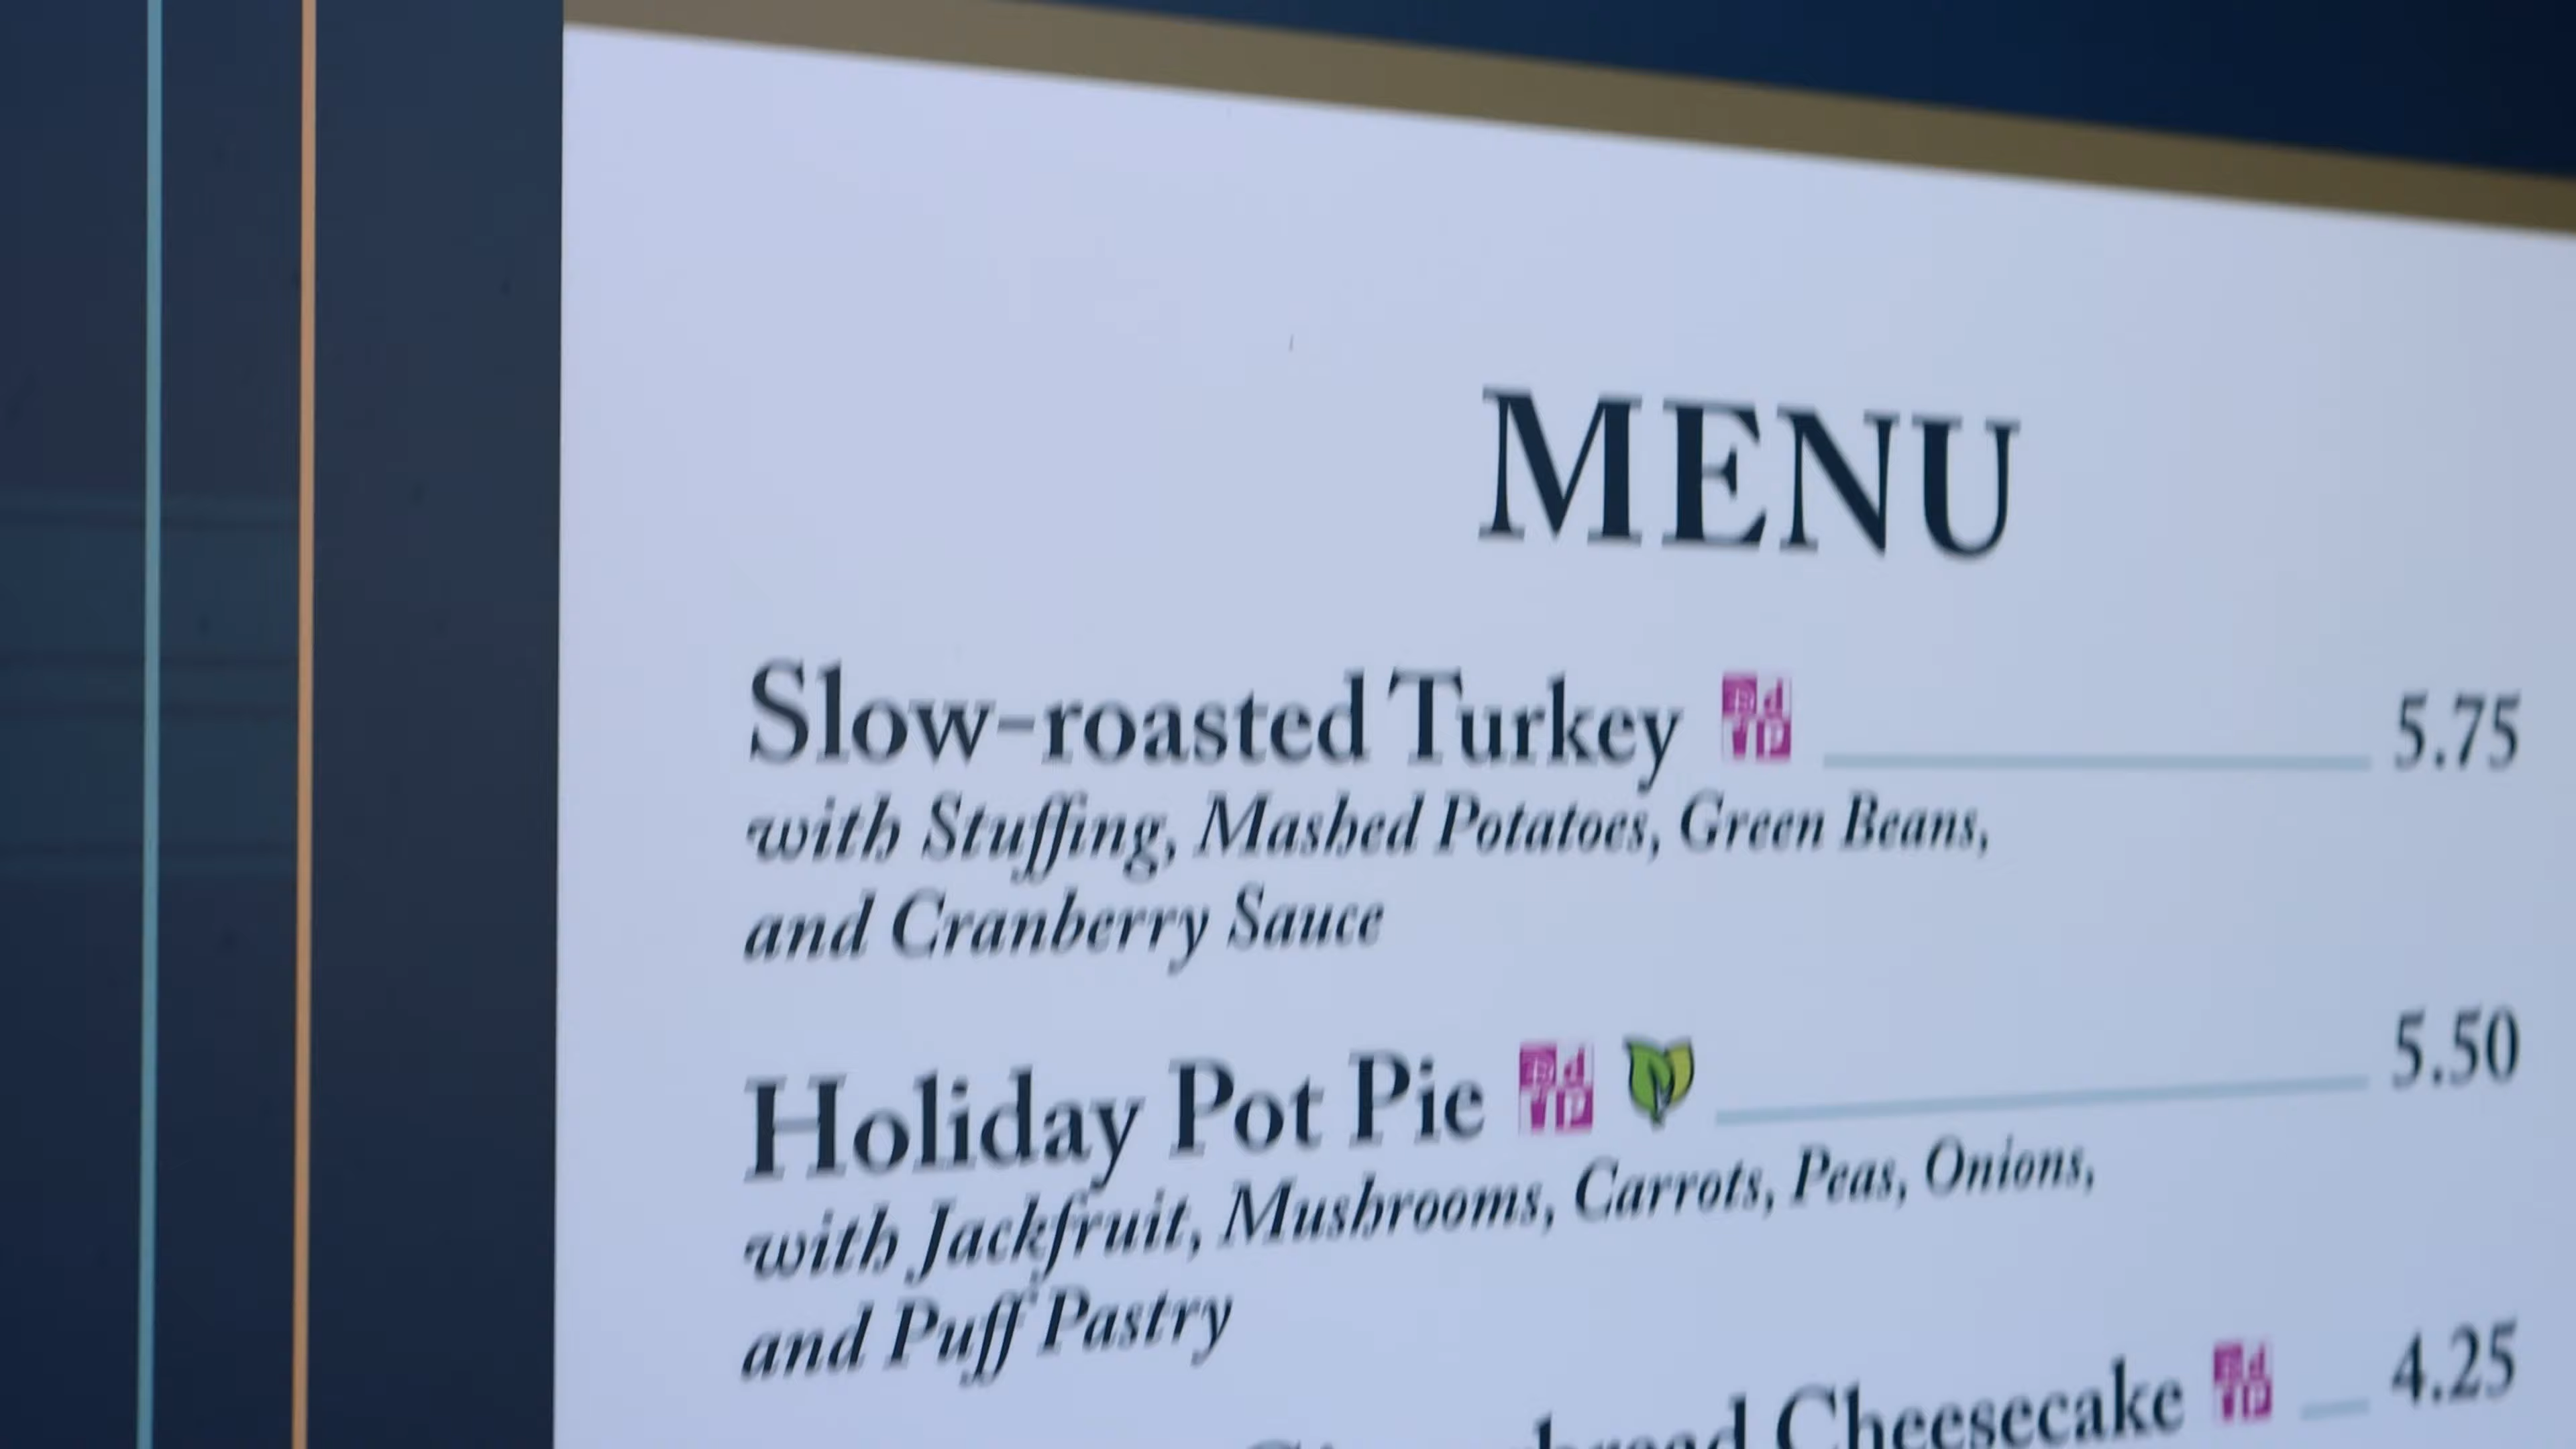 MENU
Slow-roasted Turkey 5.75
with Stuffing, Mashed Potatoes, Green Beans,
and Cranberry Sauce
Holiday Pot Pie 5.50
with Jackfruit, Mushrooms, Carrots, Peas, Onions,
and Puff Pastry
Cheesecake 4.25